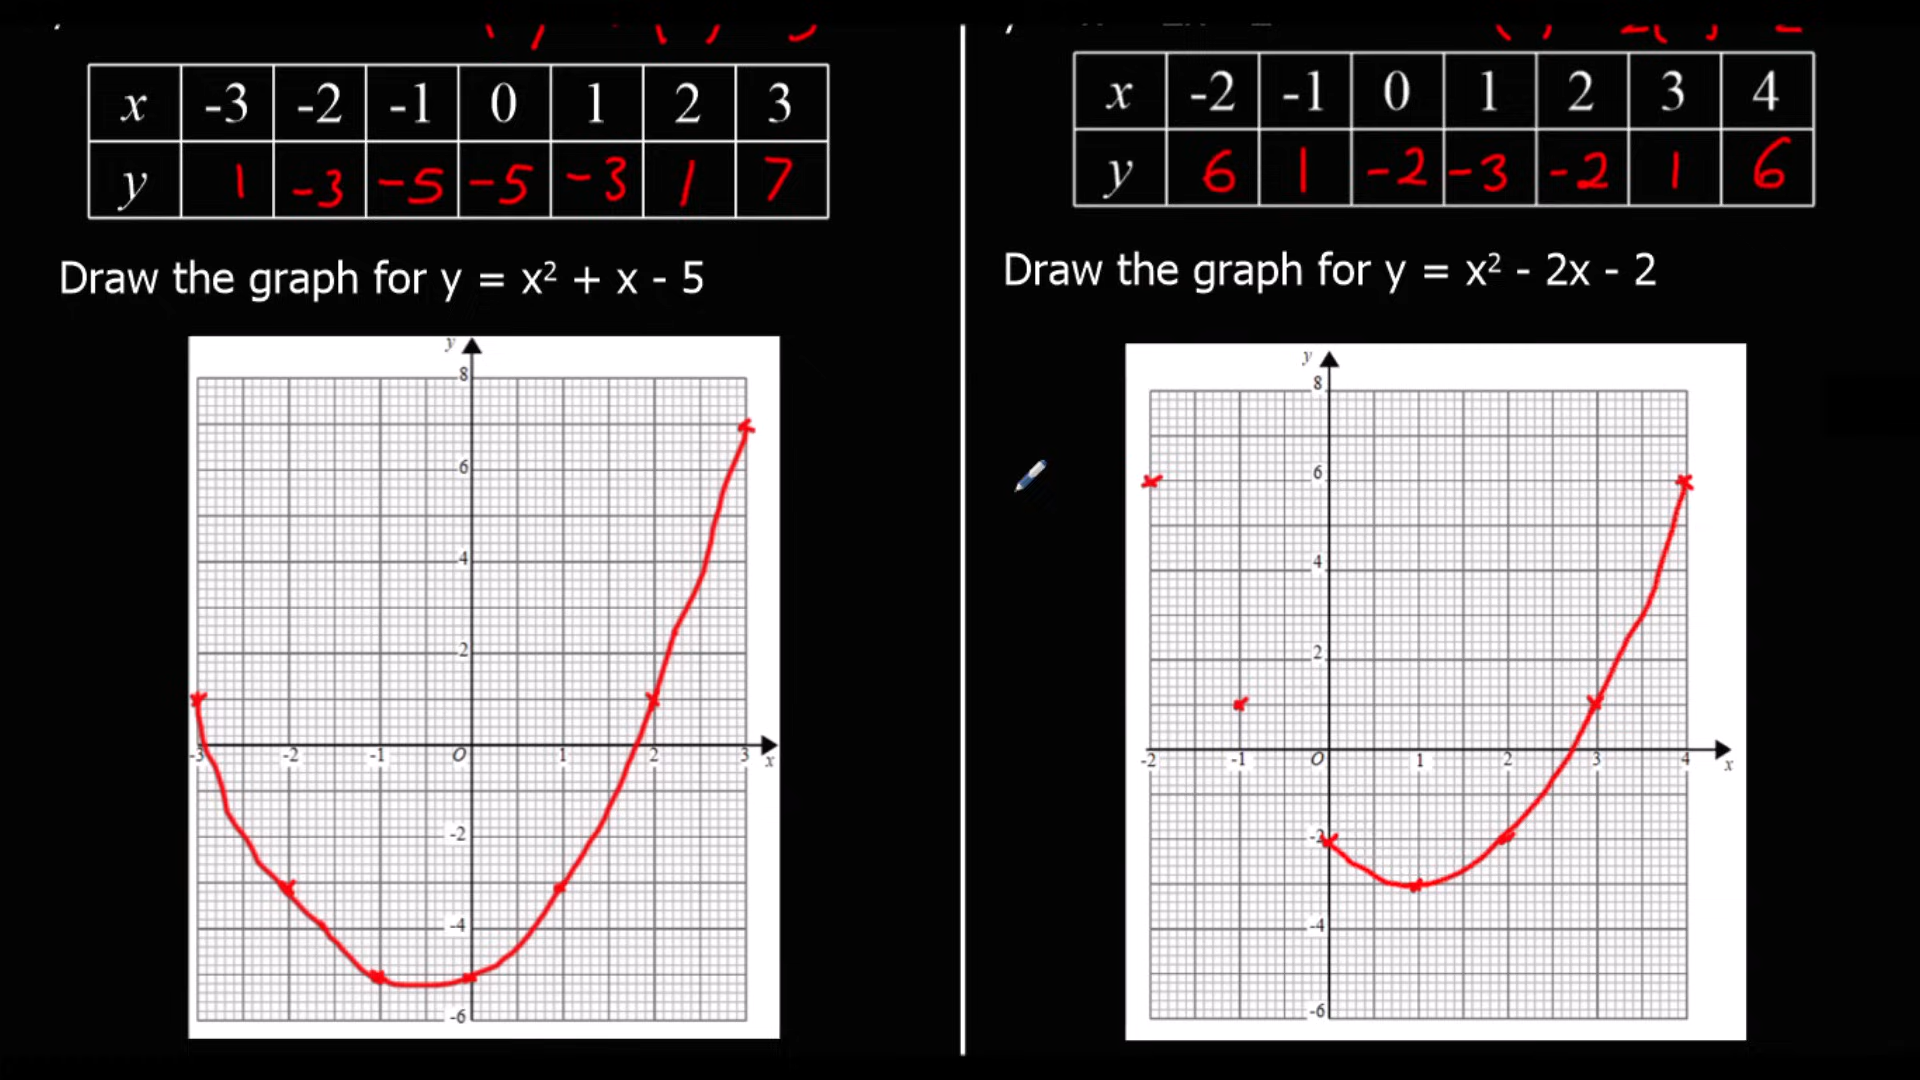 x -3 -2 -1 0 1 2 3
y 1 -3 -5 -5 -3 1 7
Draw the graph for y = x² + x - 5
y
8
6
4
2
-3 -2 -1 O 1 2 3 x
-2
-4
-6
x -2 -1 0 1 2 3 4
y 6 1 -2 -3 -2 1 6
Draw the graph for y = x² - 2x - 2
y
8
6
4
2
-2 -1 O 1 2 3 4 x
-2
-4
-6